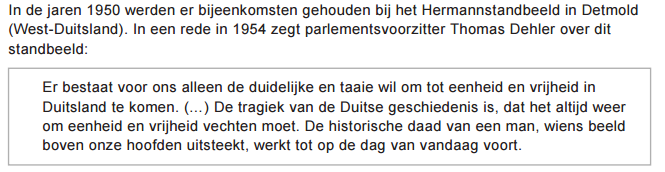 In de jaren 1950 werden er bijeenkomsten gehouden bij het Hermannstandbeeld in Detmold
(West-Duitsland). In een rede in 1954 zegt parlementsvoorzitter Thomas Dehler over dit
standbeeld:
Er bestaat voor ons alleen de duidelijke en taaie wil om tot eenheid en vrijheid in
Duitsland te komen. (...) De tragiek van de Duitse geschiedenis is, dat het altijd weer
om eenheid en vrijheid vechten moet. De historische daad van een man, wiens beeld
boven onze hoofden uitsteekt, werkt tot op de dag van vandaag voort.